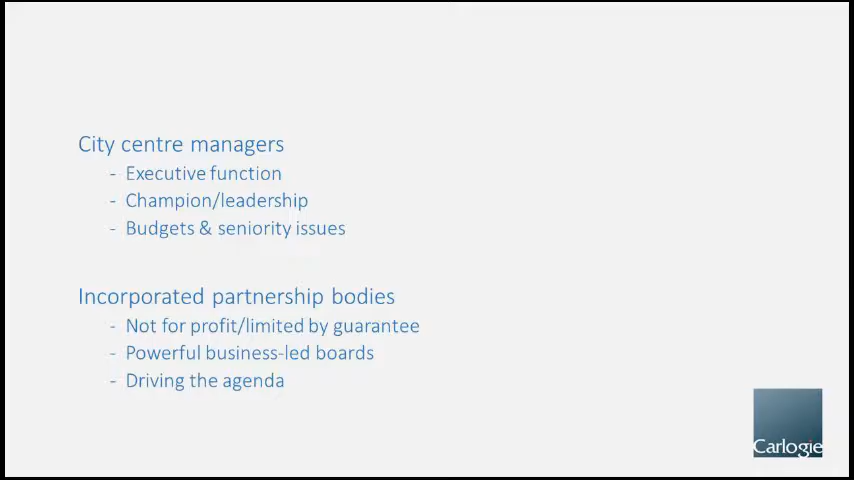 City centre managers
- Executive function
- Champion/leadership
- Budgets & seniority issues
Incorporated partnership bodies
- Not for profit/limited by guarantee
- Powerful business-led boards
- Driving the agenda
Carlogie